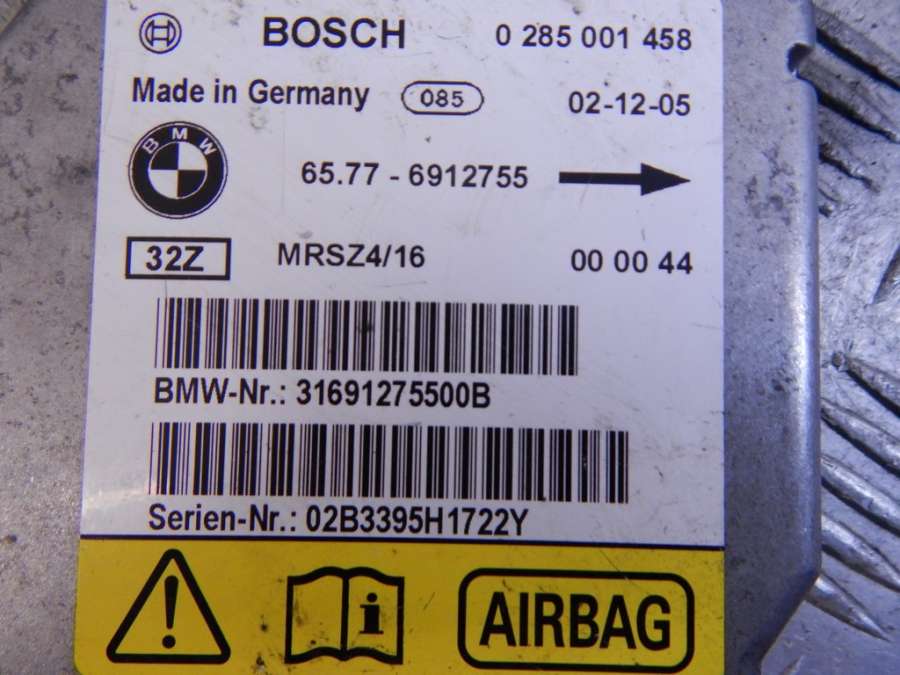 BOSCH 0 285 001 458
Made in Germany 085 02-12-05
BMW 65.77 - 6912755
32Z MRSZ4/16 00 00 44
BMW-Nr.: 31691275500B
Serien-Nr.: 02B3395H1722Y
i AIRBAG